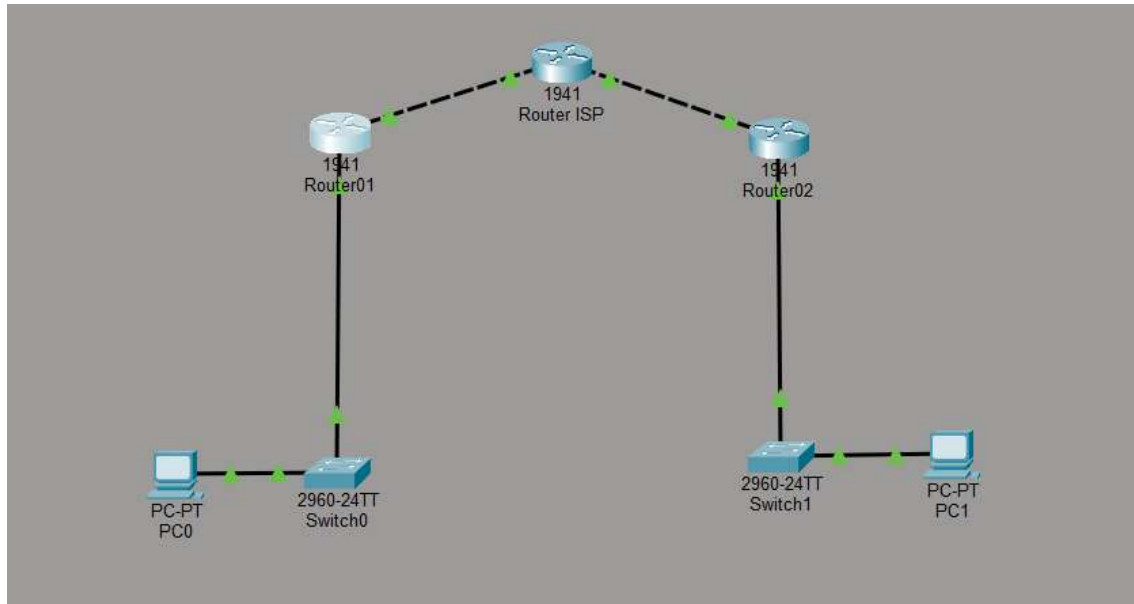 1941
Router ISP
1941
Router01
1941
Router02
PC-PT
PC0
2960-24TT
Switch0
2960-24TT
Switch1
PC-PT
PC1